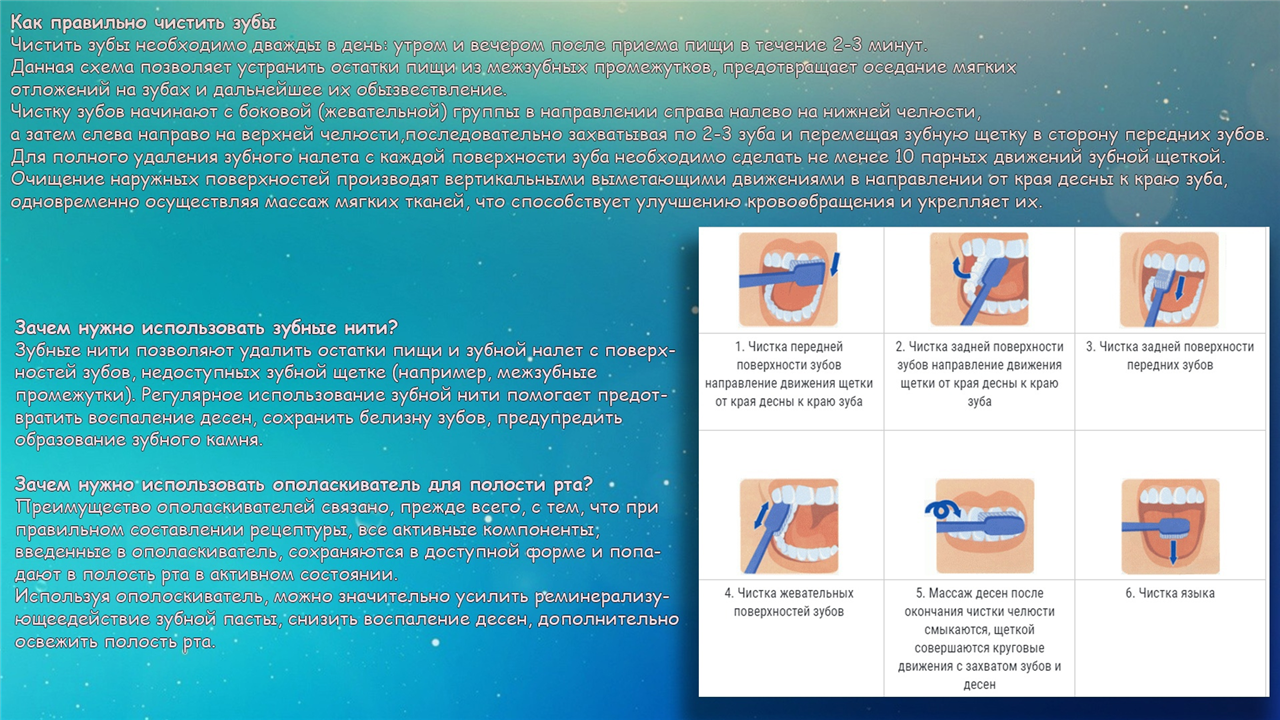 Как правильно чистить зубы
Чистить зубы необходимо дважды в день: утром и вечером после приема пищи в течение 2-3 минут.
Данная схема позволяет устранить остатки пищи из межзубных промежутков, предотвращает оседание мягких
отложений на зубах и дальнейшее их обызвествление.
Чистку зубов начинают с боковой (жевательной) группы в направлении справа налево на нижней челюсти,
а затем слева направо на верхней челюсти,последовательно захватывая по 2-3 зуба и перемещая зубную щетку в сторону передних зубов.
Для полного удаления зубного налета с каждой поверхности зуба необходимо сделать не менее 10 парных движений зубной щеткой.
Очищение наружных поверхностей производят вертикальными выметающими движениями в направлении от края десны к краю зуба,
одновременно осуществляя массаж мягких тканей, что способствует улучшению кровообращения и укрепляет их.
Зачем нужно использовать зубные нити?
Зубные нити позволяют удалить остатки пищи и зубной налет с поверх-
ностей зубов, недоступных зубной щетке (например, межзубные
промежутки). Регулярное использование зубной нити помогает предот-
вратить воспаление десен, сохранить белизну зубов, предупредить
образование зубного камня.
Зачем нужно использовать ополаскиватель для полости рта?
Преимущество ополаскивателей связано, прежде всего, с тем, что при
правильном составлении рецептуры, все активные компоненты,
введенные в ополаскиватель, сохраняются в доступной форме и попа-
дают в полость рта в активном состоянии.
Используя ополоскиватель, можно значительно усилить реминерализу-
ющеедействие зубной пасты, снизить воспаление десен, дополнительно
освежить полость рта.
1. Чистка передней
поверхности зубов
направление движения щетки
от края десны к краю зуба
2. Чистка задней поверхности
зубов направление движения
щетки от края десны к краю
зуба
3. Чистка задней поверхности
передних зубов
4. Чистка жевательных
поверхностей зубов
5. Массаж десен после
окончания чистки челюсти
смыкаются, щеткой
совершаются круговые
движения с захватом зубов и
десен
6. Чистка языка